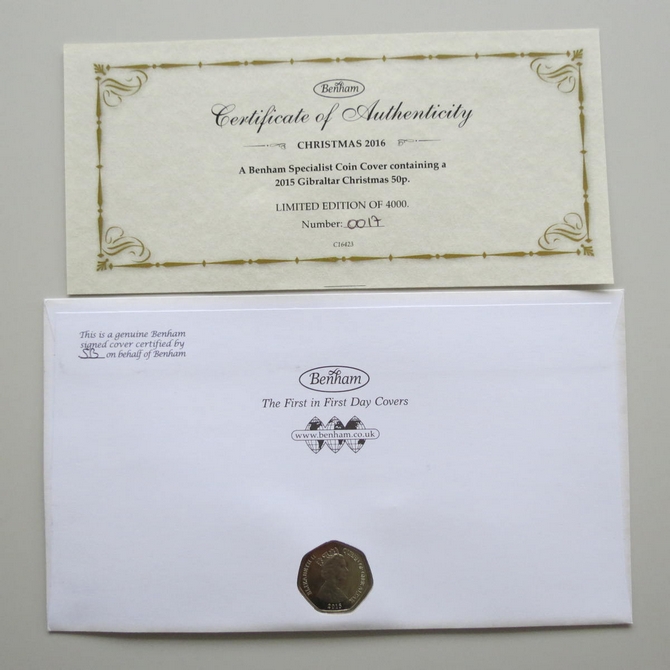 Benham
Certificate of Authenticity
CHRISTMAS 2016
A Benham Specialist Coin Cover containing a
2015 Gibraltar Christmas 50p.
LIMITED EDITION OF 4000.
Number: 0017
C16423
This is a genuine Benham
signed cover certified by
SB on behalf of Benham
Benham
The First in First Day Covers
www.benham.co.uk
ELIZABETH II
2015